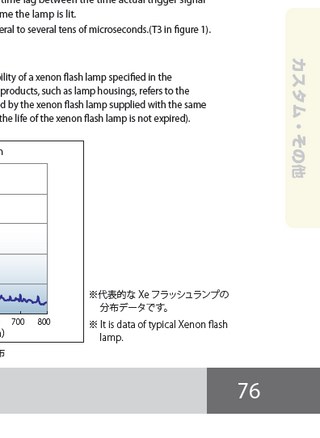 time lag between the time actual trigger signal
me the lamp is lit.
eral to several tens of microseconds.(T3 in figure 1).
bility of a xenon flash lamp specified in the
products, such as lamp housings, refers to the
d by the xenon flash lamp supplied with the same
the life of the xenon flash lamp is not expired).
カスタム・その他
n
※代表的な Xe フラッシュランプの
分布データです。
※ It is data of typical Xenon flash
lamp.
700 800
)
布
76